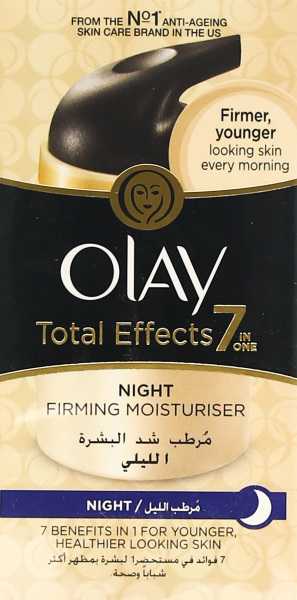 FROM THE Nº1* ANTI-AGEING
SKIN CARE BRAND IN THE US
Firmer,
younger
looking skin
every morning
OLAY
Total Effects 7 IN ONE
NIGHT
FIRMING MOISTURISER
مُرطب شد البشرة
الليلي
NIGHT / مُرطب الليل
7 BENEFITS IN 1 FOR YOUNGER,
HEALTHIER LOOKING SKIN
7 فوائد في مستحضر1 لبشرة بمظهر أكثر
شباباً وصحة.